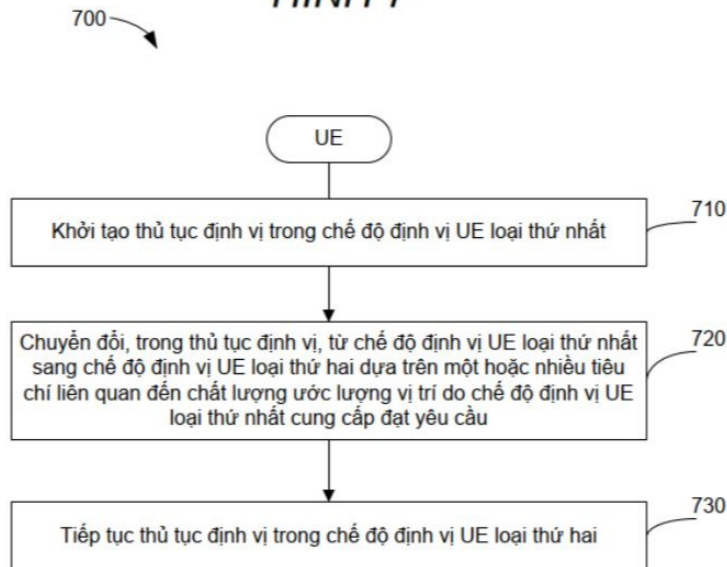 700
UE
Khởi tạo thủ tục định vị trong chế độ định vị UE loại thứ nhất
710
Chuyển đổi, trong thủ tục định vị, từ chế độ định vị UE loại thứ nhất
sang chế độ định vị UE loại thứ hai dựa trên một hoặc nhiều tiêu
chí liên quan đến chất lượng ước lượng vị trí do chế độ định vị UE
loại thứ nhất cung cấp đạt yêu cầu
720
Tiếp tục thủ tục định vị trong chế độ định vị UE loại thứ hai
730